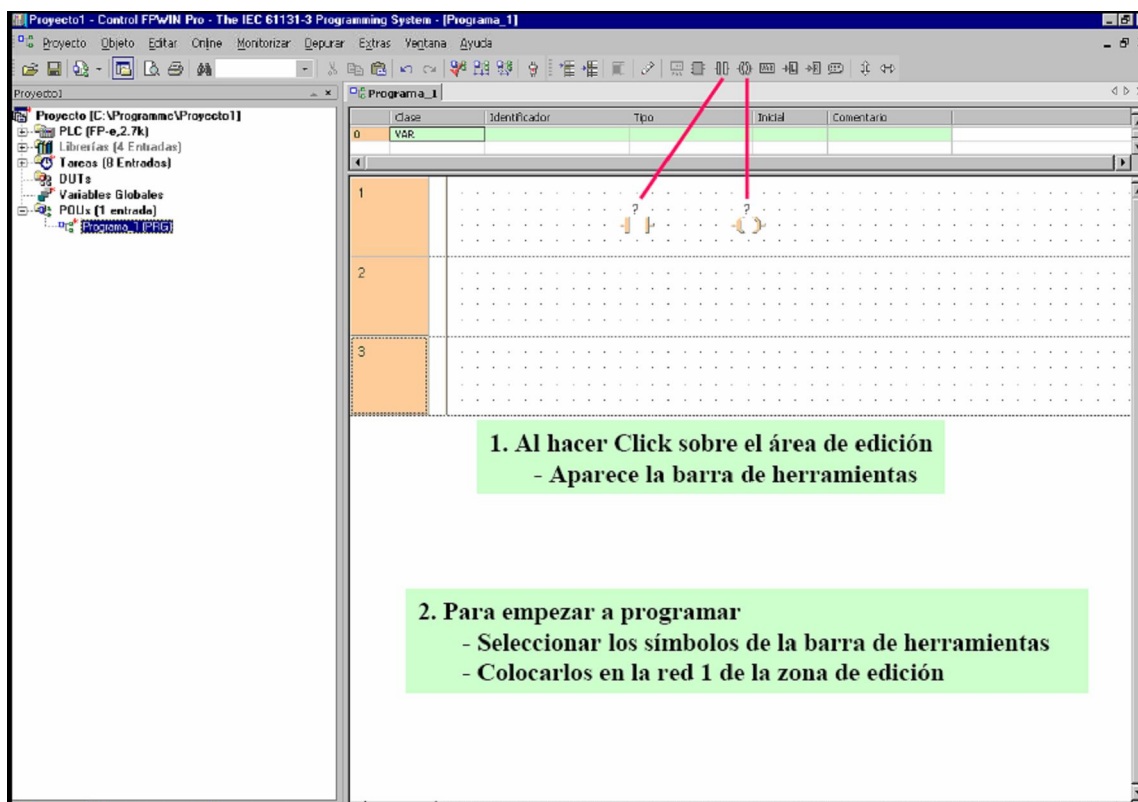 Proyecto1 - Control FPWIN Pro - The IEC 61131-3 Programming System - [Programa_1]
Proyecto Objeto Editar Online Monitorizar Depurar Extras Ventana Ayuda
Proyecto1
Programa_1
Proyecto [C:\Programme\Proyecto1]
PLC (FP-e,2.7k)
Librerías (4 Entradas)
Tareas (8 Entradas)
DUTs
Variables Globales
POUs (1 entrada)
Programa_1 (PRG)
Clase Identificador Tipo Inicial Comentario
0 VAR
1
? ?
2
3
1. Al hacer Click sobre el área de edición
- Aparece la barra de herramientas
2. Para empezar a programar
- Seleccionar los símbolos de la barra de herramientas
- Colocarlos en la red 1 de la zona de edición